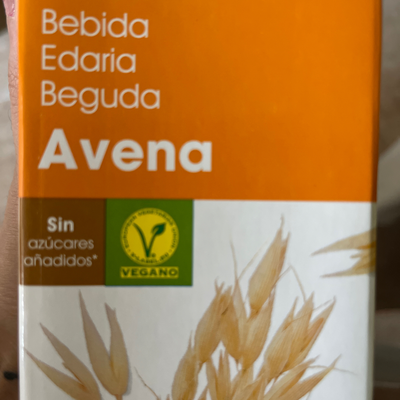 Bebida
Edaria
Beguda
Avena
Sin
azúcares
añadidos*
VEGANO